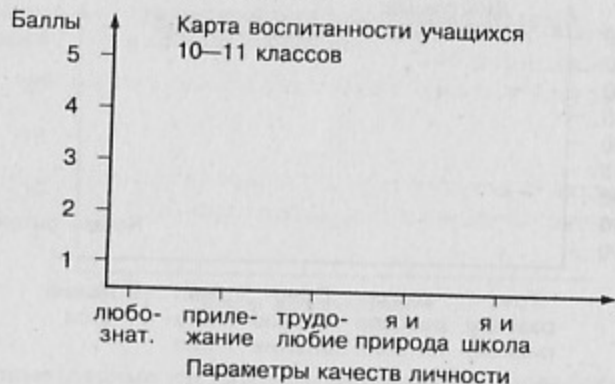 Баллы
Карта воспитанности учащихся
10—11 классов
5
4
3
2
1
любо- приле- трудо- я и я и
знат. жание любие природа школа
Параметры качеств личности